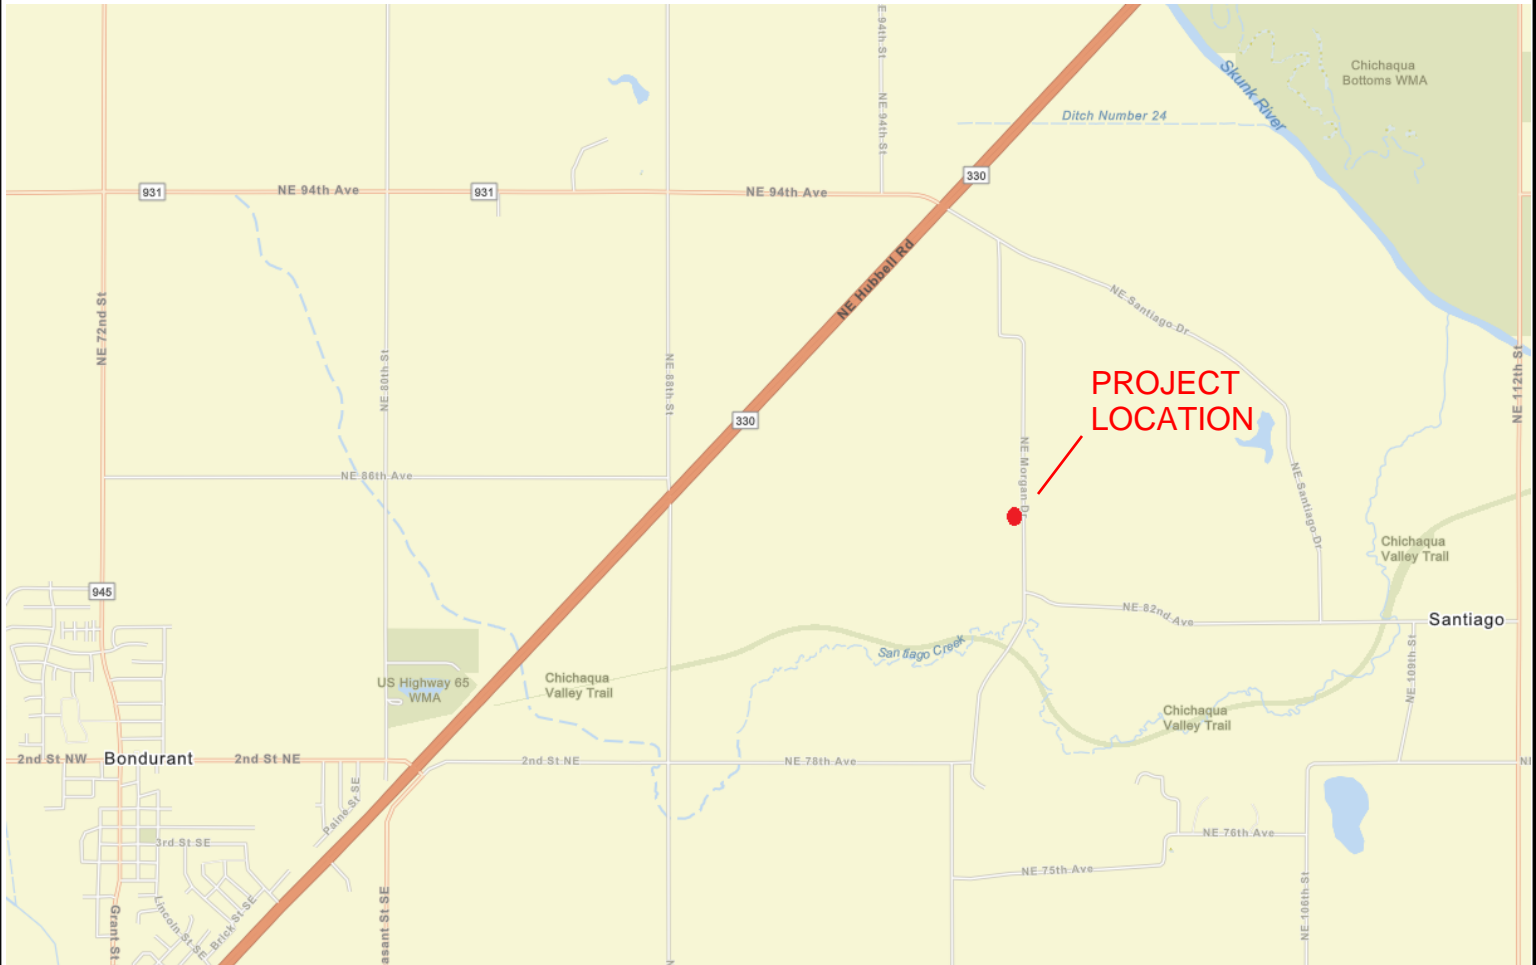 E 94th St
NE 94th St
Chichaqua
Bottoms WMA
Skunk River
Ditch Number 24
330
931
NE 94th Ave
931
NE 94th Ave
NE Hubbell Rd
NE Santiago Dr
NE 72nd St
NE 80th St
NE 88th St
NE 112th St
PROJECT
LOCATION
330
NE Morgan Dr
NE 86th Ave
NE Santiago Dr
Chichaqua
Valley Trail
945
NE 82nd Ave
Santiago
Santiago Creek
NE 109th St
US Highway 65
WMA
Chichaqua
Valley Trail
Chichaqua
Valley Trail
2nd St NW
Bondurant
2nd St NE
2nd St NE
NE 78th Ave
Paine St SE
3rd St SE
NE 76th Ave
NE 75th Ave
NE 106th St
Grant St
Lincoln St SE
Brick St SE
asant St SE